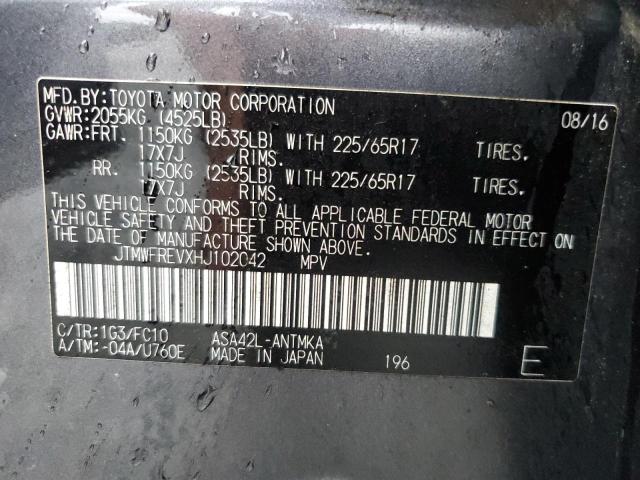 MFD.BY:TOYOTA MOTOR CORPORATION 08/16
GVWR:2055KG (4525LB)
GAWR:FRT. 1150KG (2535LB) WITH 225/65R17 TIRES.
17X7J RIMS.
RR. 1150KG (2535LB) WITH 225/65R17 TIRES.
17X7J RIMS.
THIS VEHICLE CONFORMS TO ALL APPLICABLE FEDERAL MOTOR
VEHICLE SAFETY AND THEFT PREVENTION STANDARDS IN EFFECT ON
THE DATE OF MANUFACTURE SHOWN ABOVE.
JTMWFREVXHJ102042 MPV
C/TR:1G3/FC10 ASA42L-ANTMKA
A/TM:-04A/U760E MADE IN JAPAN 196 E